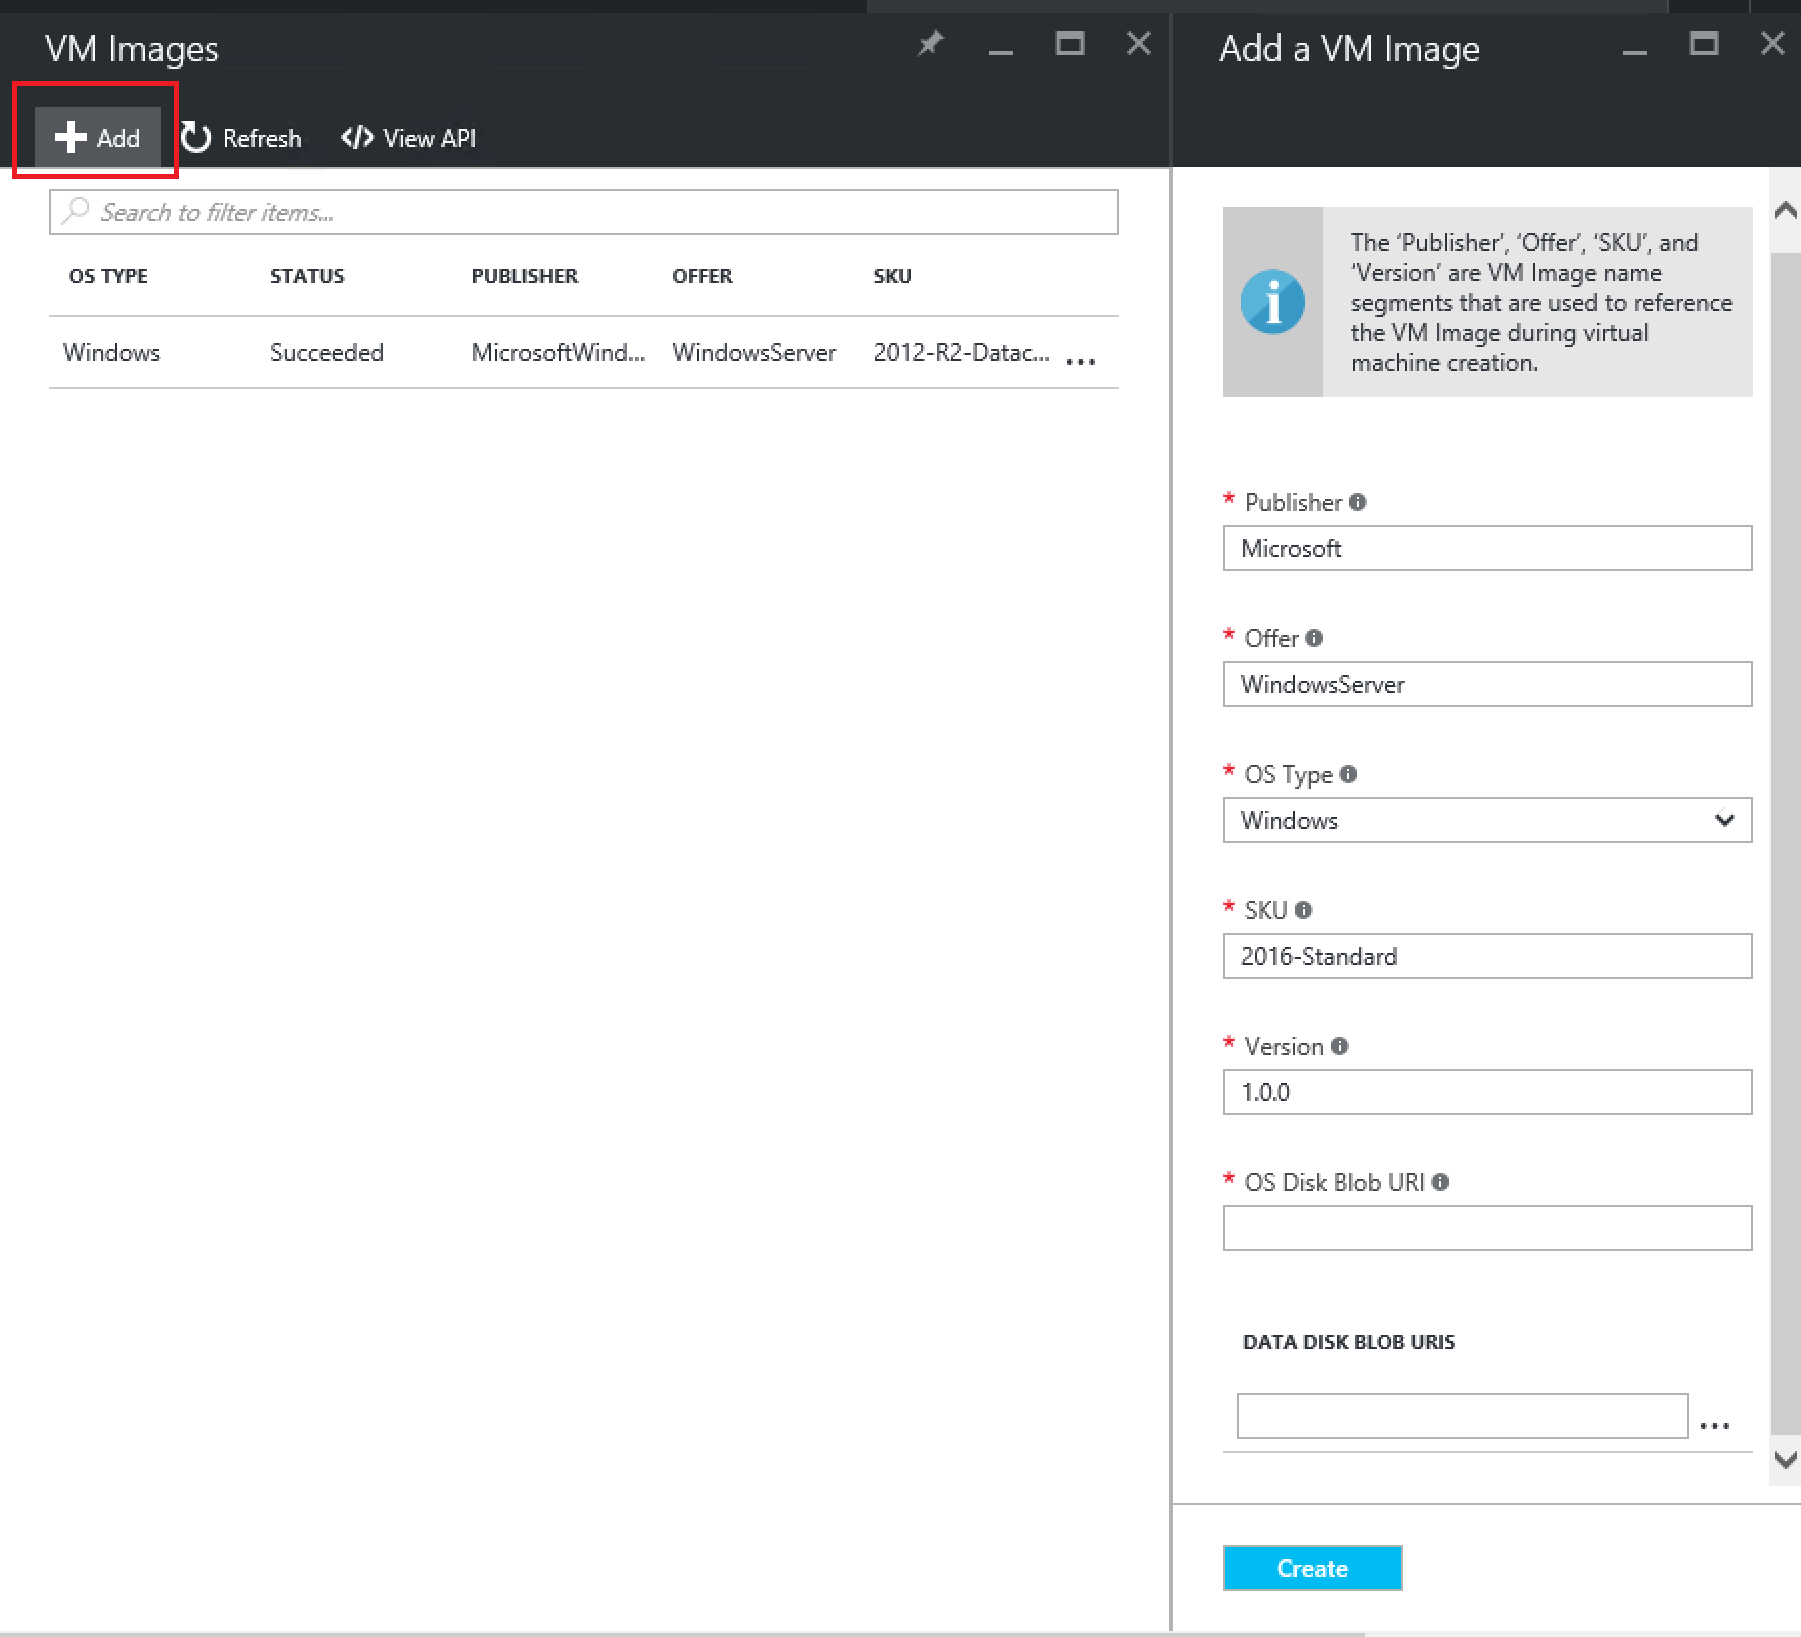 VM Images
Add
Refresh
View API
Search to filter items...
OS TYPE STATUS PUBLISHER OFFER SKU
Windows Succeeded MicrosoftWind... WindowsServer 2012-R2-Datac... ...
Add a VM Image
The ‘Publisher’, ‘Offer’, ‘SKU’, and
‘Version’ are VM Image name
segments that are used to reference
the VM Image during virtual
machine creation.
* Publisher
Microsoft
* Offer
WindowsServer
* OS Type
Windows
* SKU
2016-Standard
* Version
1.0.0
* OS Disk Blob URI
DATA DISK BLOB URIS
...
Create